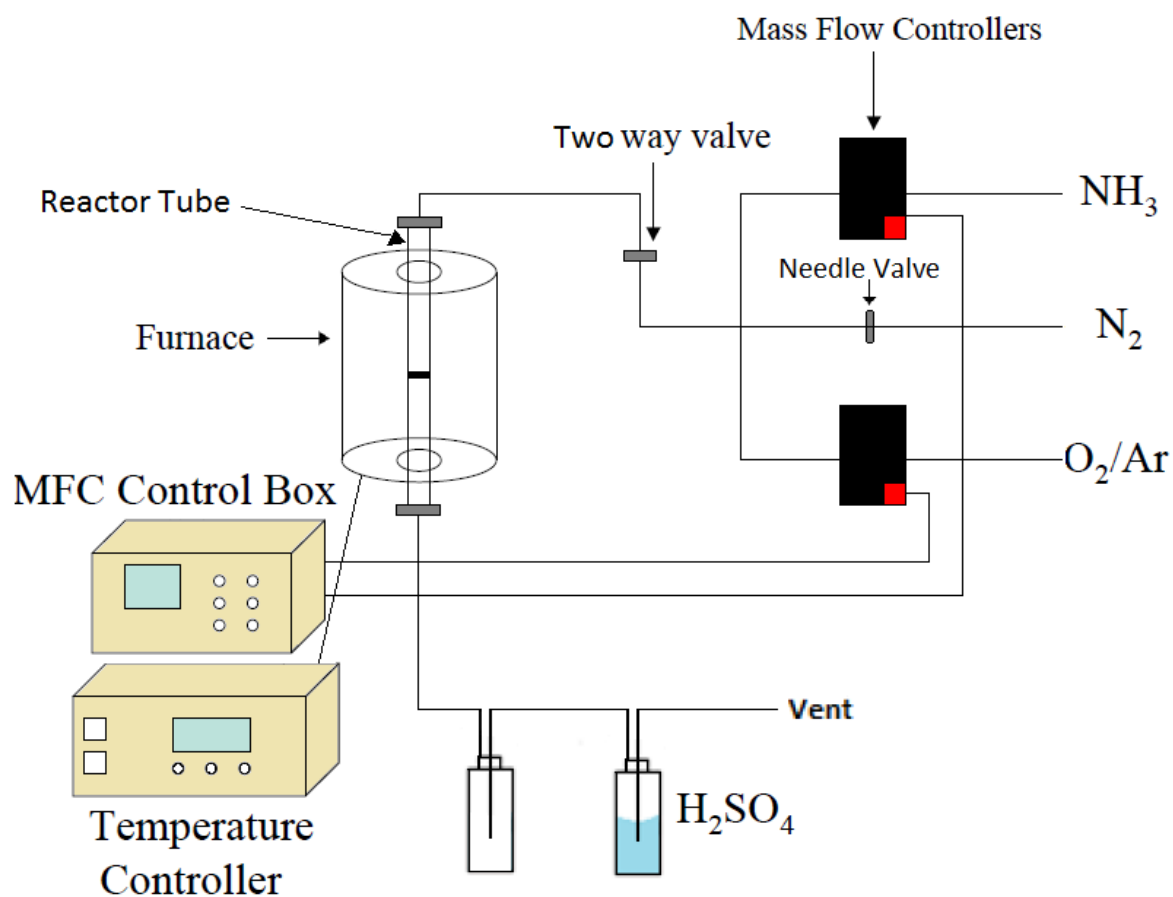 Mass Flow Controllers
Two way valve
Reactor Tube
NH₃
Needle Valve
Furnace
N₂
O₂/Ar
MFC Control Box
Vent
H₂SO₄
Temperature
Controller